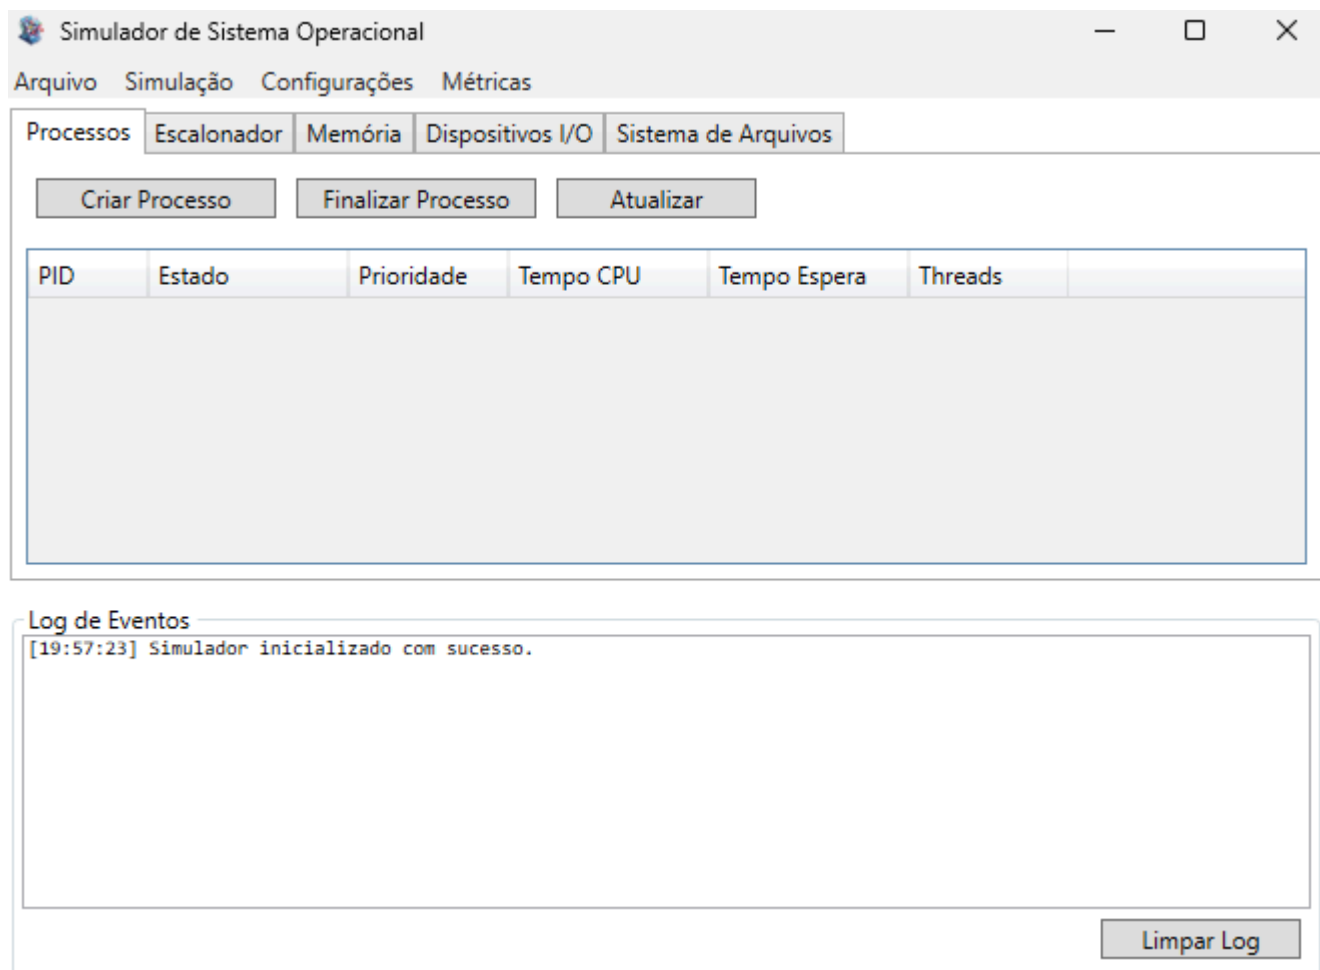 Simulador de Sistema Operacional
Arquivo Simulação Configurações Métricas
Processos Escalonador Memória Dispositivos I/O Sistema de Arquivos
Criar Processo Finalizar Processo Atualizar
PID Estado Prioridade Tempo CPU Tempo Espera Threads
Log de Eventos
[19:57:23] Simulador inicializado com sucesso.
Limpar Log